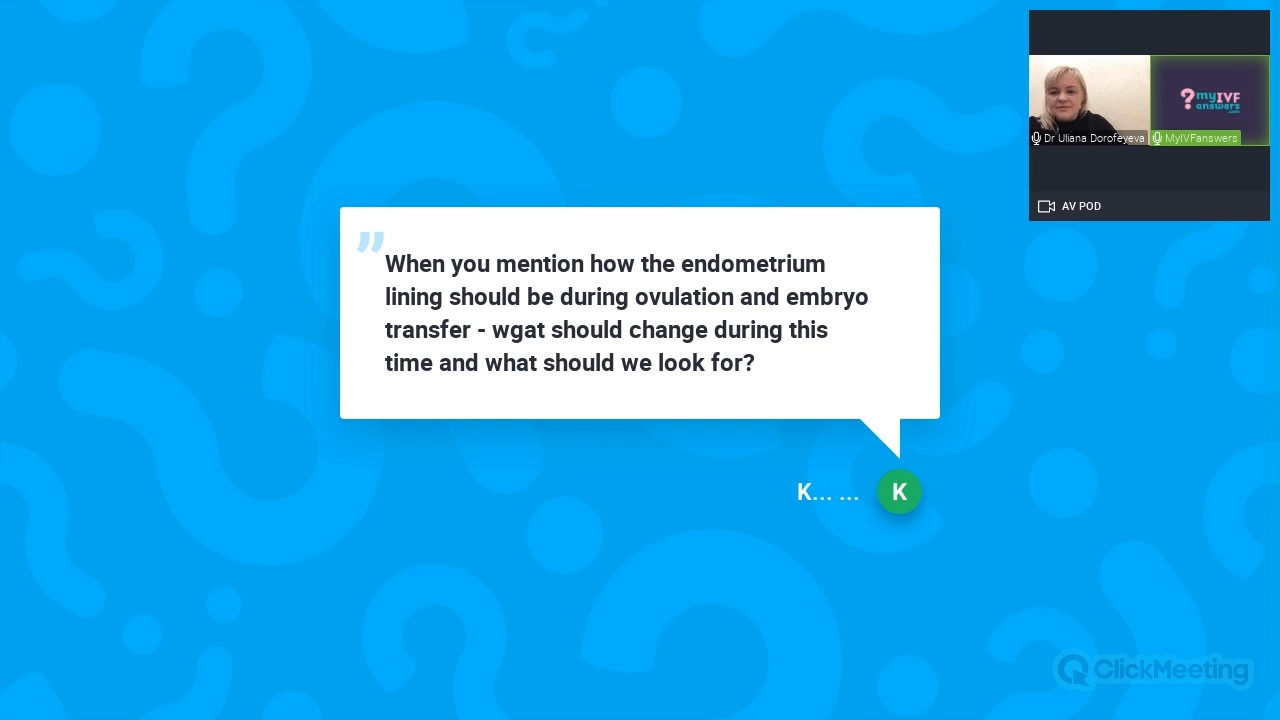 ?myIVF
answers
.com
Dr Uliana Dorofeyeva
MyIVFanswers
AV POD
” When you mention how the endometrium
lining should be during ovulation and embryo
transfer - wgat should change during this
time and what should we look for?
K... ...
K
ClickMeeting